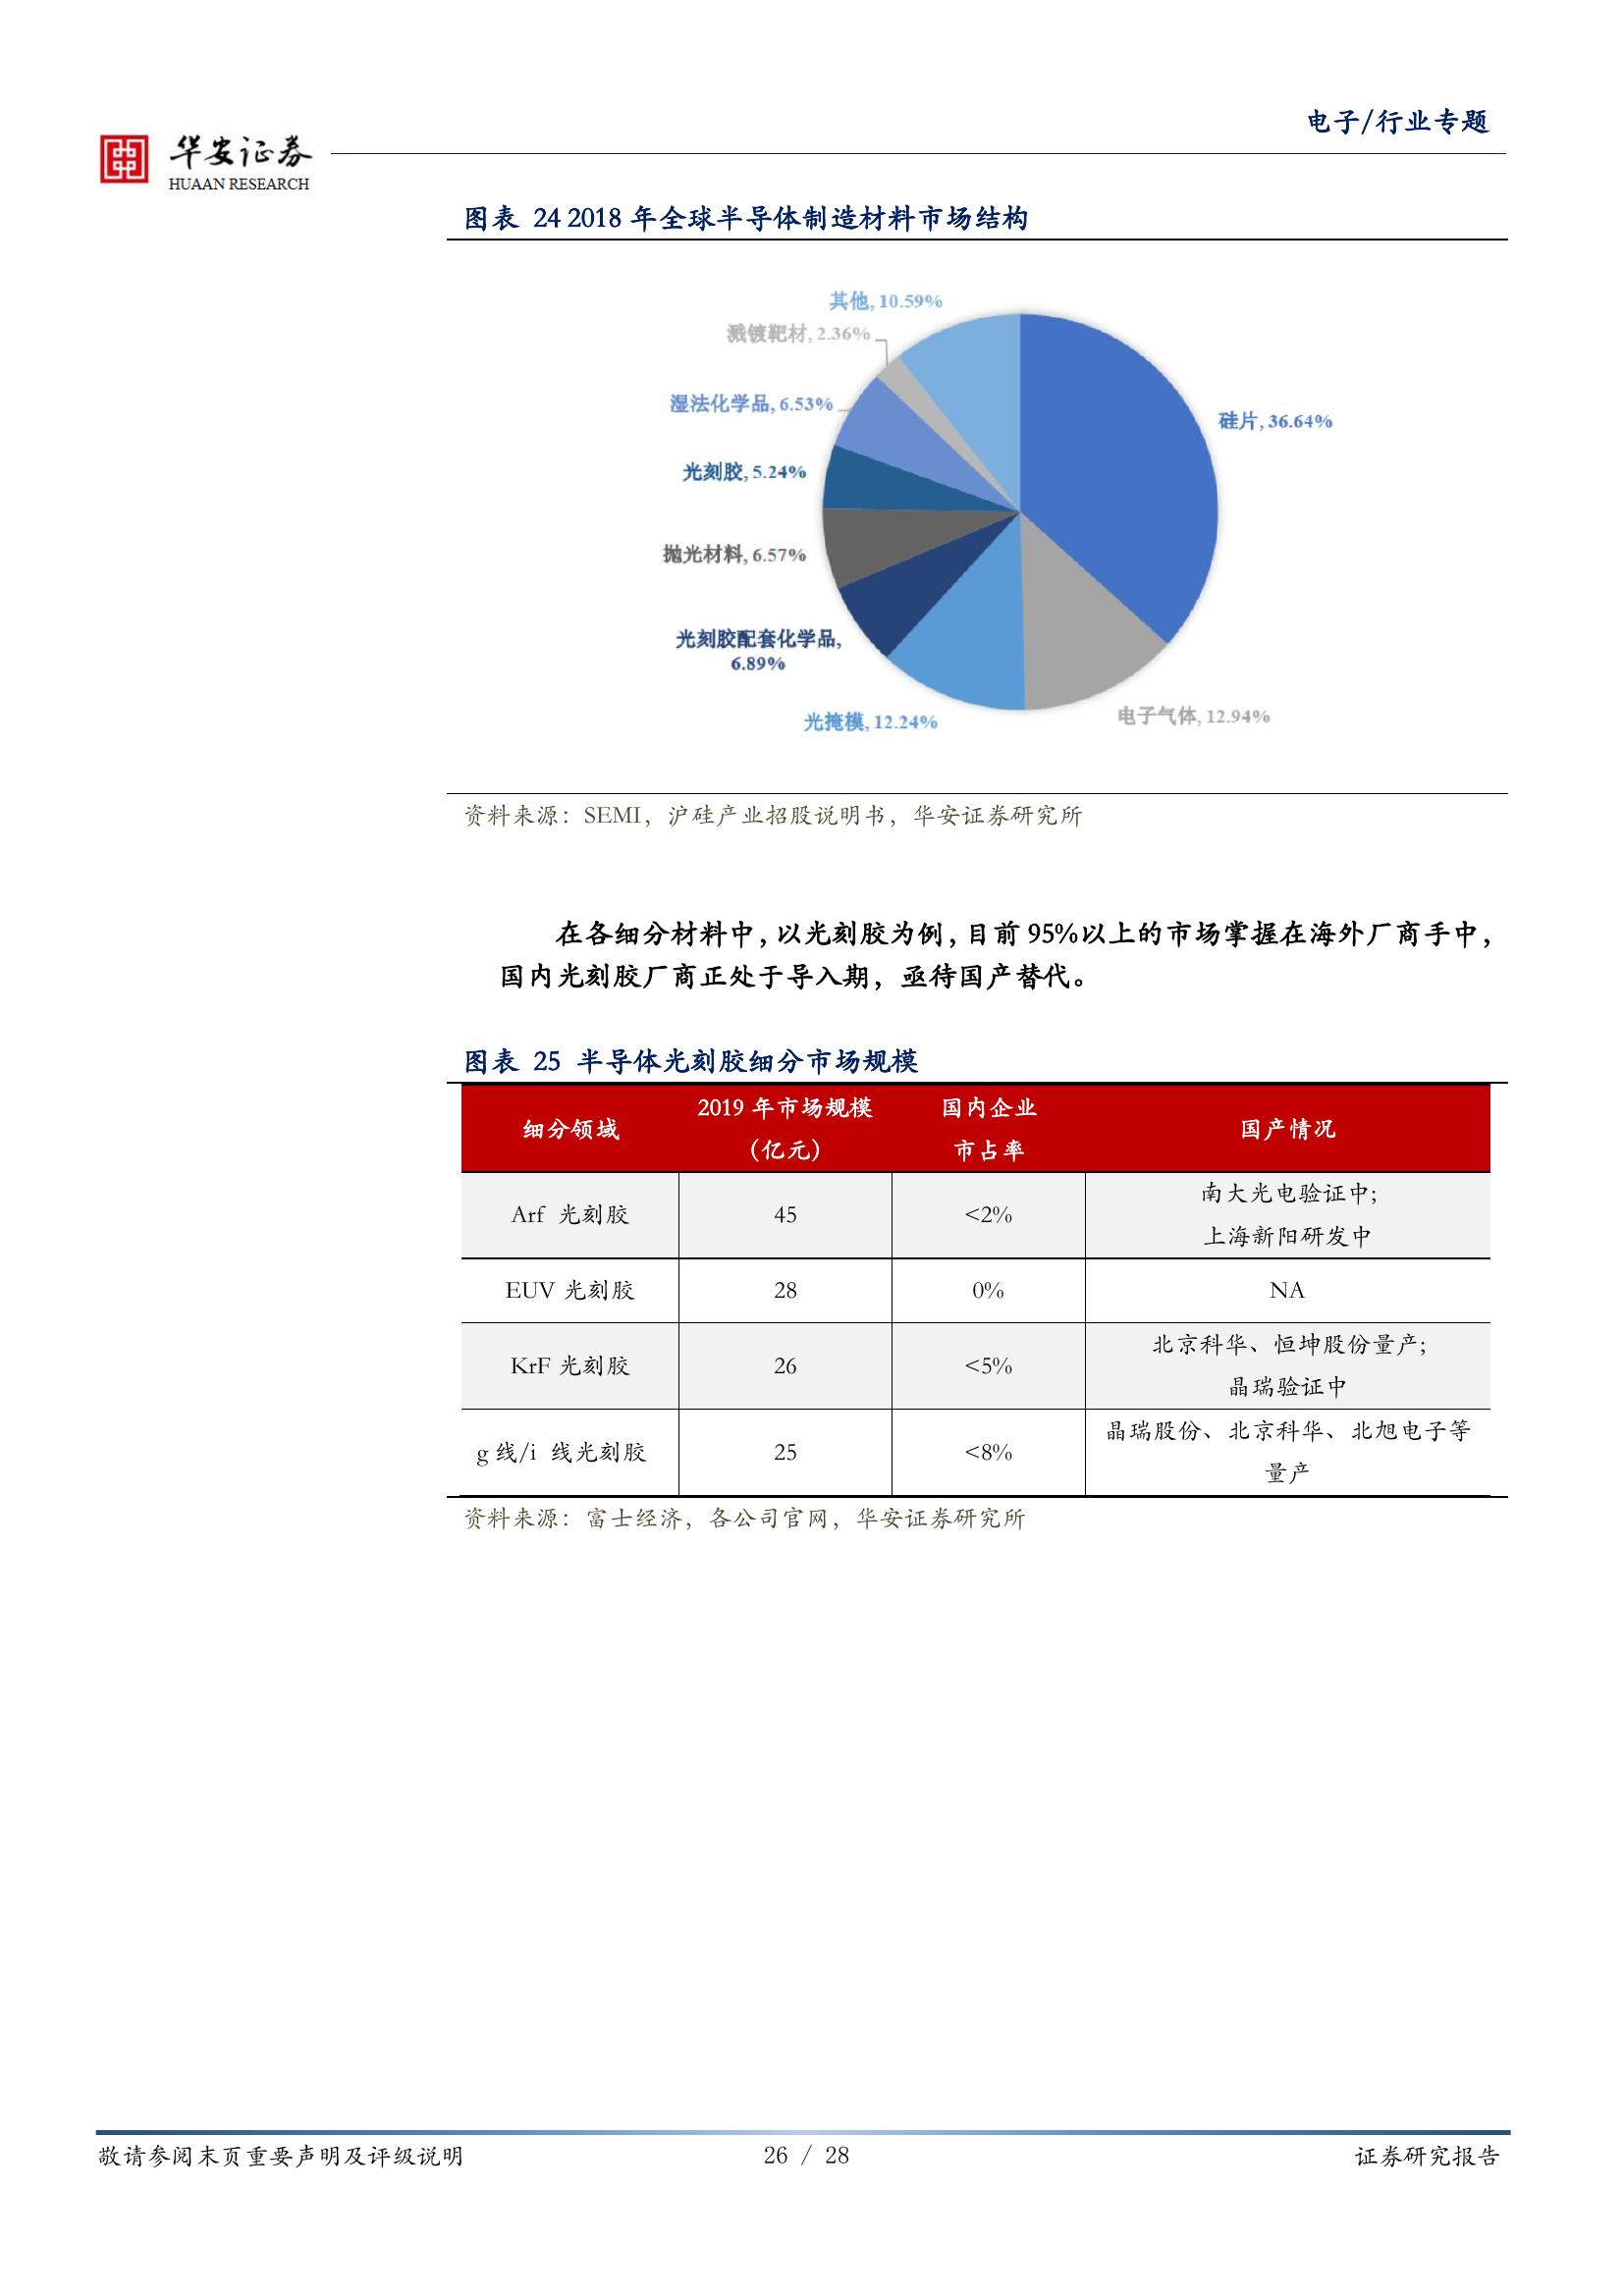 电子/行业专题
华安证券
HUAAN RESEARCH
图表 24 2018 年全球半导体制造材料市场结构
其他, 10.59%
溅镀靶材, 2.36%
湿法化学品, 6.53%
硅片, 36.64%
光刻胶, 5.24%
抛光材料, 6.57%
光刻胶配套化学品,
6.89%
光掩模, 12.24%
电子气体, 12.94%
资料来源：SEMI，沪硅产业招股说明书，华安证券研究所
在各细分材料中，以光刻胶为例，目前 95%以上的市场掌握在海外厂商手中，
国内光刻胶厂商正处于导入期，亟待国产替代。
图表 25 半导体光刻胶细分市场规模
细分领域
2019 年市场规模
（亿元）
国内企业
市占率
国产情况
Arf 光刻胶
45
<2%
南大光电验证中;
上海新阳研发中
EUV 光刻胶
28
0%
NA
KrF 光刻胶
26
<5%
北京科华、恒坤股份量产;
晶瑞验证中
g 线/i 线光刻胶
25
<8%
晶瑞股份、北京科华、北旭电子等
量产
资料来源：富士经济，各公司官网，华安证券研究所
敬请参阅末页重要声明及评级说明
26 / 28
证券研究报告